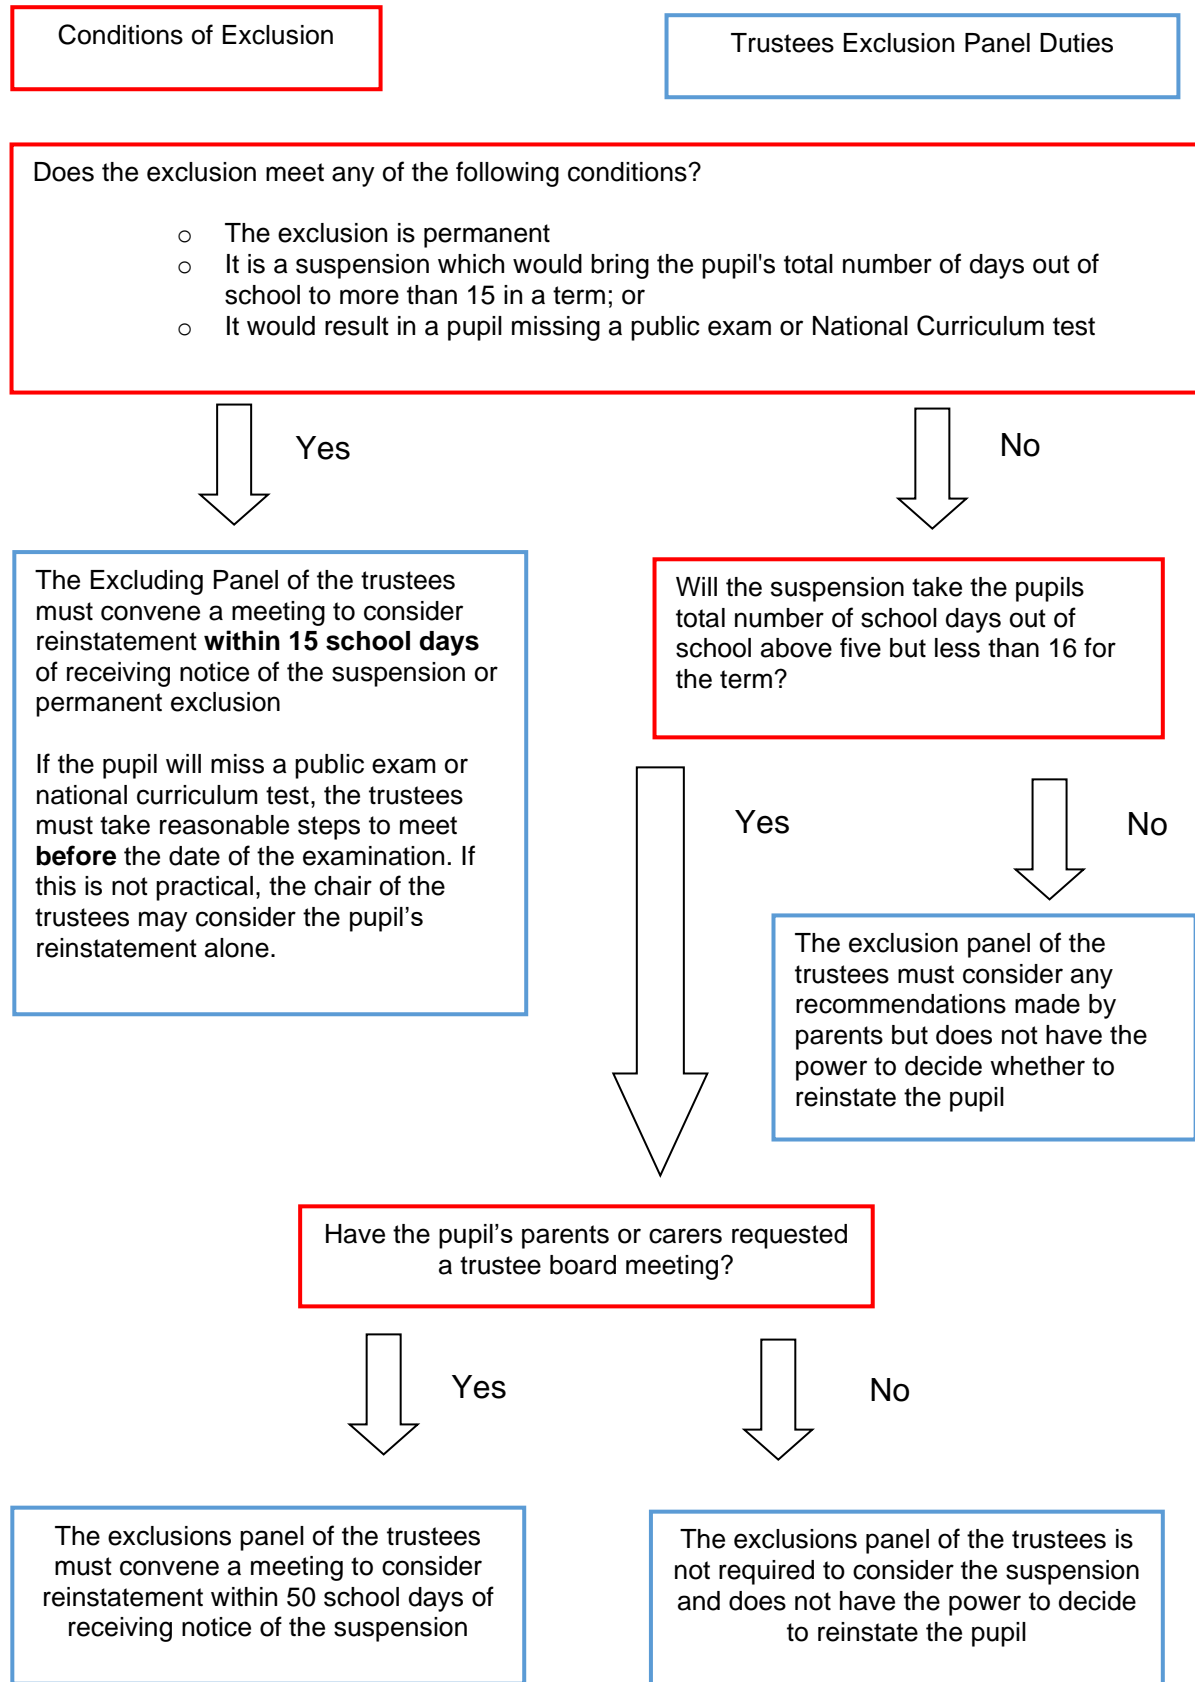 Conditions of Exclusion
Trustees Exclusion Panel Duties
Does the exclusion meet any of the following conditions?
o The exclusion is permanent
o It is a suspension which would bring the pupil's total number of days out of
school to more than 15 in a term; or
o It would result in a pupil missing a public exam or National Curriculum test
Yes
No
The Excluding Panel of the trustees
must convene a meeting to consider
reinstatement within 15 school days
of receiving notice of the suspension or
permanent exclusion
If the pupil will miss a public exam or
national curriculum test, the trustees
must take reasonable steps to meet
before the date of the examination. If
this is not practical, the chair of the
trustees may consider the pupil’s
reinstatement alone.
Will the suspension take the pupils
total number of school days out of
school above five but less than 16 for
the term?
Yes
No
The exclusion panel of the
trustees must consider any
recommendations made by
parents but does not have the
power to decide whether to
reinstate the pupil
Have the pupil’s parents or carers requested
a trustee board meeting?
Yes
No
The exclusions panel of the trustees
must convene a meeting to consider
reinstatement within 50 school days of
receiving notice of the suspension
The exclusions panel of the trustees is
not required to consider the suspension
and does not have the power to decide
to reinstate the pupil